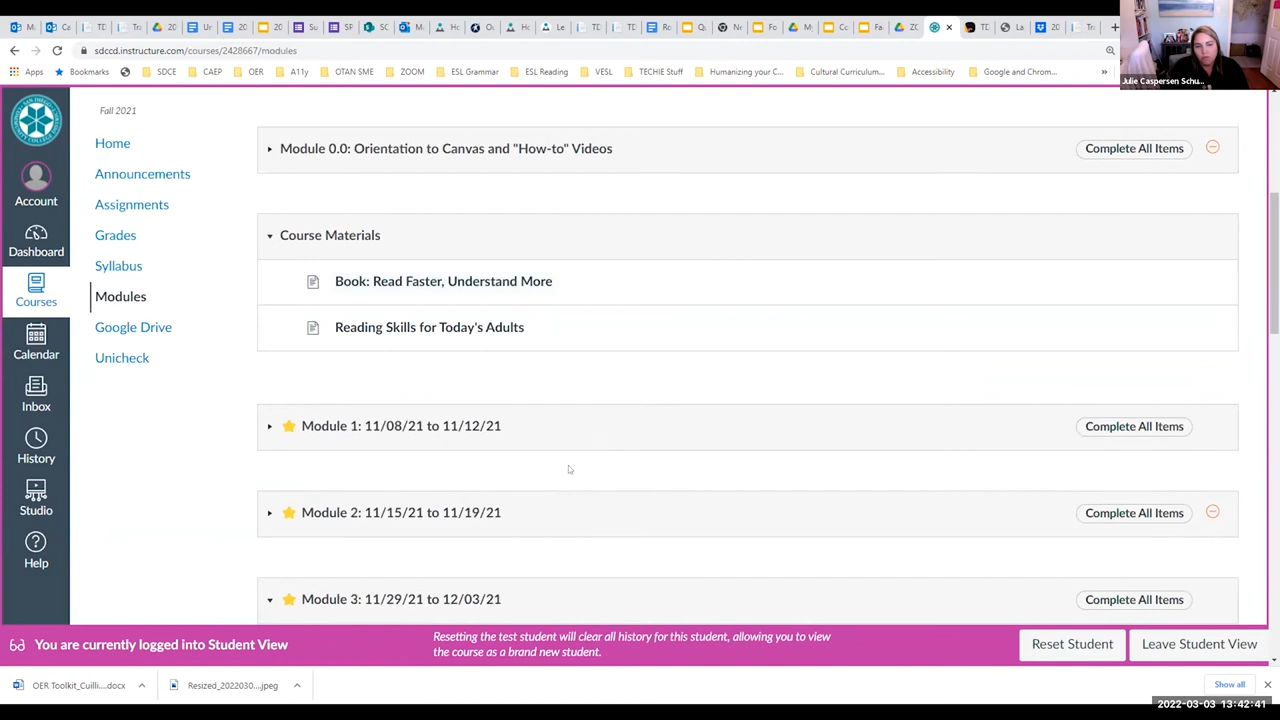 sdccd.instructure.com/courses/2428667/modules
Apps
Bookmarks
SDCE
CAEP
OER
A11y
OTAN SME
ZOOM
ESL Grammar
ESL Reading
VESL
TECHIE Stuff
Humanizing your C...
Cultural Curriculum...
Accessibility
Google and Chrom...
»
Julie Caspersen Schu...
Fall 2021
Home
Announcements
Assignments
Grades
Syllabus
Modules
Google Drive
Unicheck
Account
Dashboard
Courses
Calendar
Inbox
History
Studio
Help
Module 0.0: Orientation to Canvas and "How-to" Videos
Complete All Items
Course Materials
Book: Read Faster, Understand More
Reading Skills for Today's Adults
Module 1: 11/08/21 to 11/12/21
Complete All Items
Module 2: 11/15/21 to 11/19/21
Complete All Items
Module 3: 11/29/21 to 12/03/21
Complete All Items
You are currently logged into Student View
Resetting the test student will clear all history for this student, allowing you to view
the course as a brand new student.
Reset Student
Leave Student View
OER Toolkit_Cuilli....docx
Resized_2022030....jpeg
Show all
2022-03-03 13:42:41